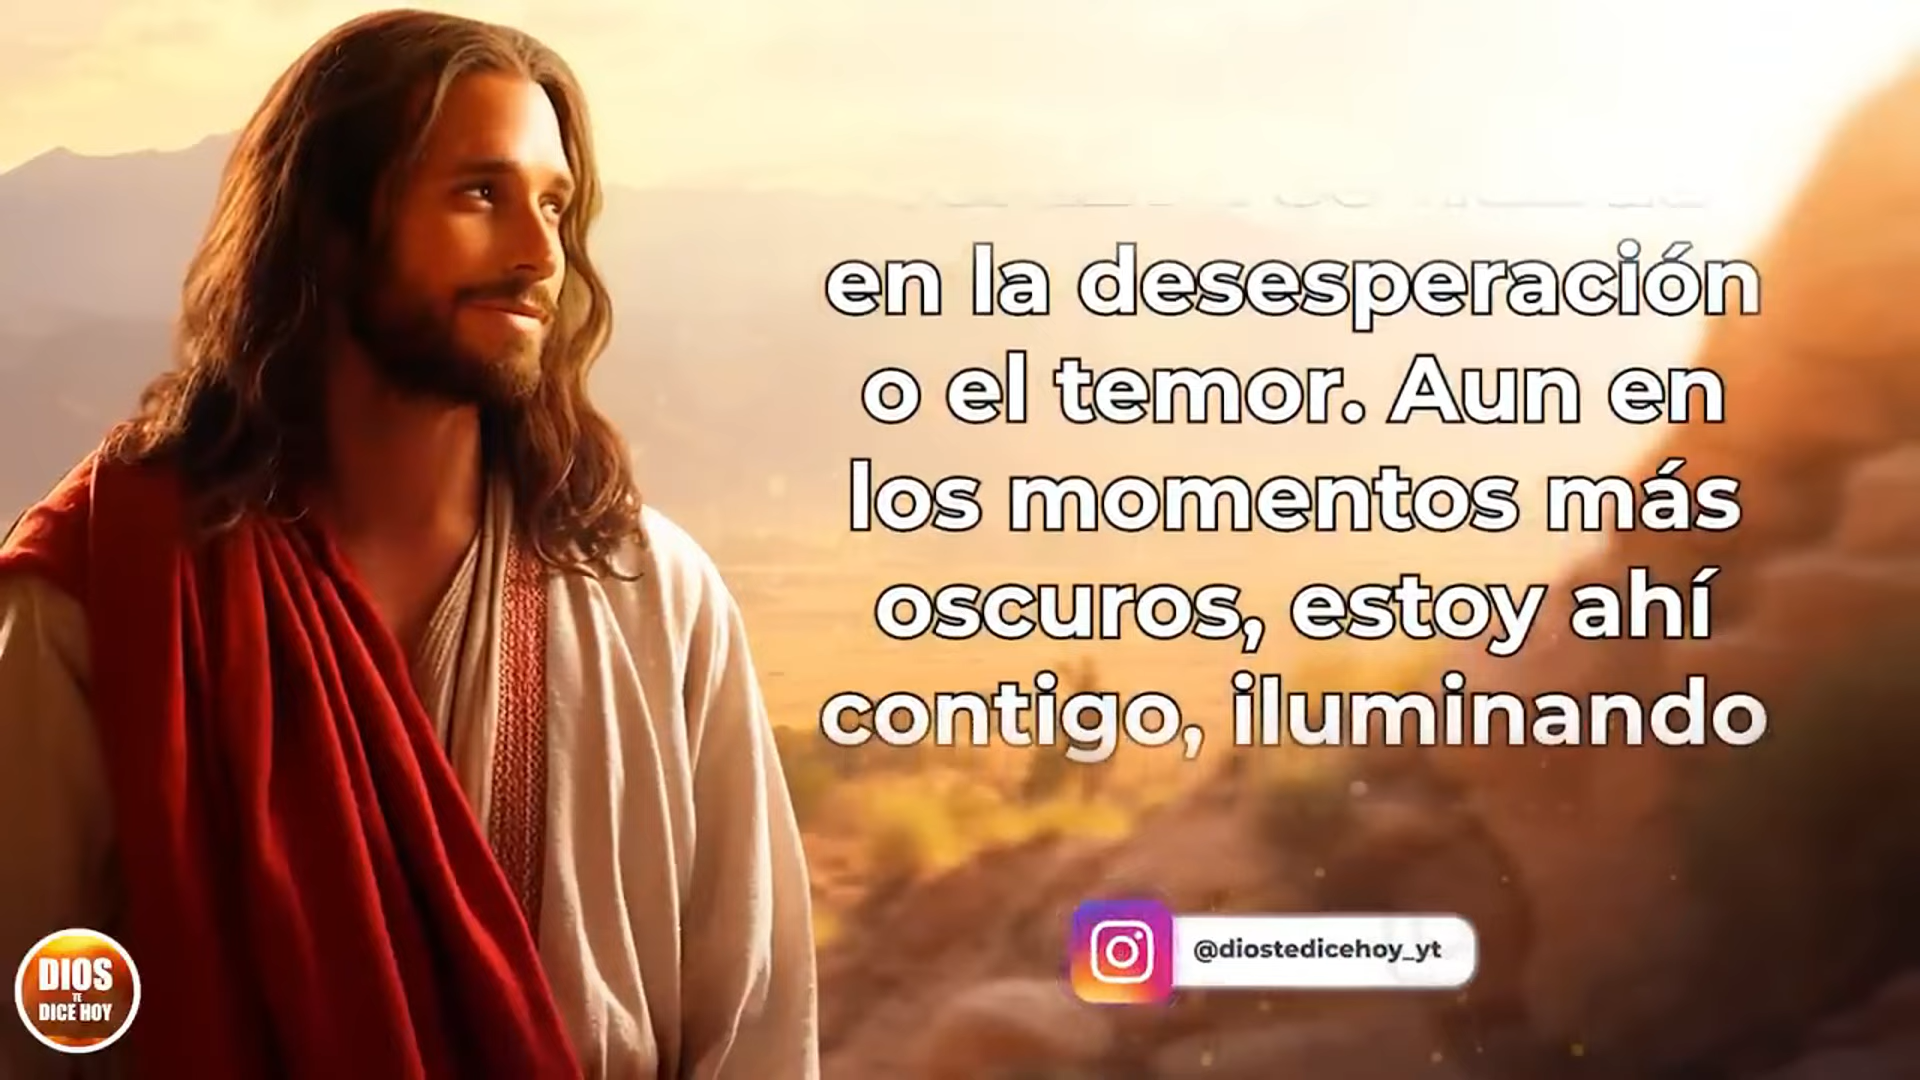 en la desesperación
o el temor. Aun en
los momentos más
oscuros, estoy ahí
contigo, iluminando
@diostedicehoy_yt
DIOS
TE
DICE HOY